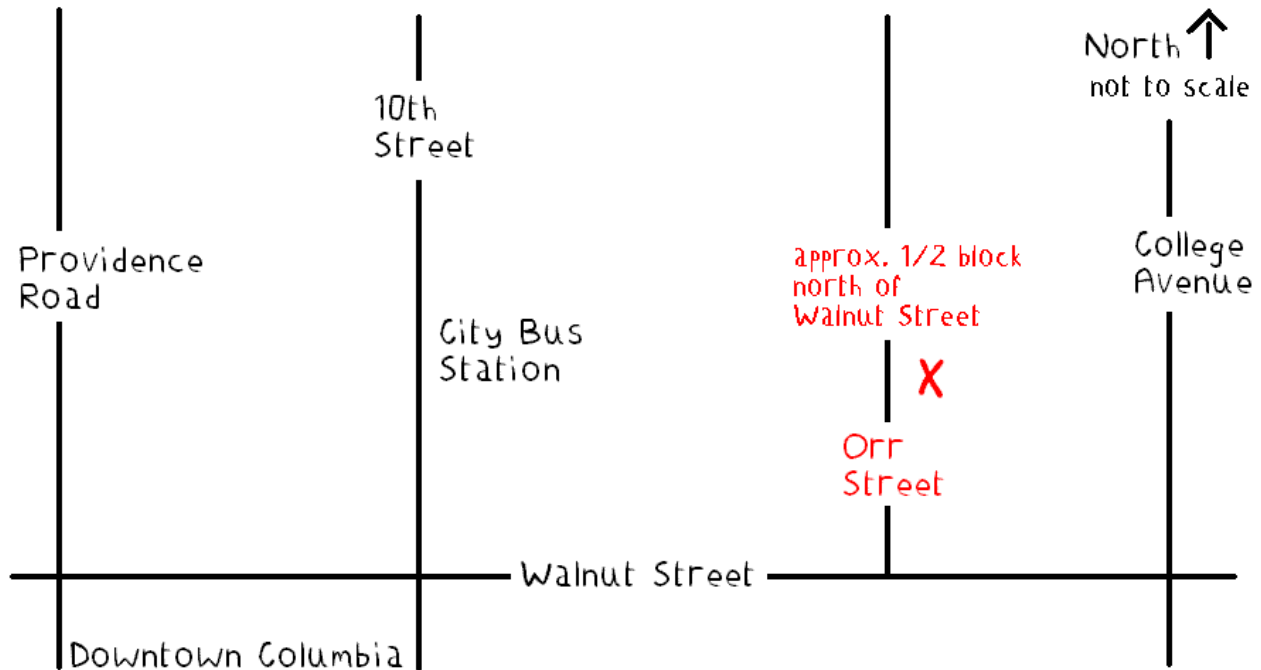 North
not to scale
10th
Street
Providence
Road
College
Avenue
approx. 1/2 block
north of
Walnut Street
City Bus
Station
X
Orr
Street
Walnut Street
Downtown Columbia